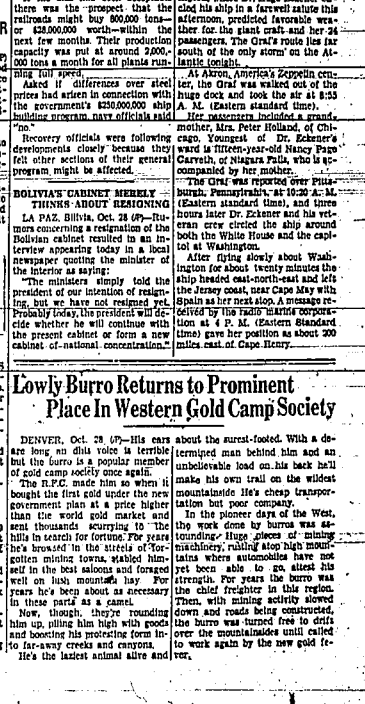 there was the prospect that the
railroads might buy 800,000 tons—
or $28,000,000 worth—within the
next few months. Their production
capacity was put at around 2,000,-
000 tons a month for all plants run-
ning full speed.
Asked if differences over steel
prices had arisen in connection with
the government's $250,000,000 ship
building program, navy officials said
"no."
Recovery officials were following
developments closely because they
felt other sections of their general
program might be affected.
BOLIVIA'S CABINET MERELY
THINKS ABOUT RESIGNING
LA PAZ, Bilivia, Oct. 28 (AP)—Ru-
mors concerning a resignation of the
Bolivian cabinet resulted in an in-
terview appearing today in a local
newspaper quoting the minister of
the interior as saying:
"The ministers simply told the
president of our intention of resign-
ing, but we have not resigned yet.
Probably today, the president will de-
cide whether he will continue with
the present cabinet or form a new
cabinet of national concentration."
his ship in a farewell salute this
afternoon, predicted favorable wea-
ther for the giant craft and her 24
passengers. The Graf's route lies far
south of the only storm on the At-
lantic tonight.
At Akron, America's Zeppelin cen-
ter, the Graf was walked out of the
huge dock and took the air at 8:55
A. M. (Eastern standard time).
Her passengers included a grand-
mother, Mrs. Peter Holland, of Chi-
cago. Youngest of Dr. Eckener's
ward is fifteen-year-old Nancy Page
Carveth, of Niagara Falls, who is ac-
companied by her mother.
The Graf was reported over Pitts-
burgh, Pennsylvania, at 10:20 A. M.
(Eastern standard time), and three
hours later Dr. Eckener and his vet-
eran crew circled the ship around
both the White House and the capi-
tol at Washington.
After flying slowly about Wash-
ington for about twenty minutes the
ship headed east-north-east and left
the Jersey coast, near Cape May with
Spain as her next stop. A message re-
ceived by the radio marine corpora-
tion at 4 P. M. (Eastern Standard
time) gave her position as about 200
miles east of Cape Henry.
Lowly Burro Returns to Prominent
Place In Western Gold Camp Society
DENVER, Oct. 28. (AP)—His ears
are long an dhis voice is terrible
but the burro is a popular member
of gold camp society once again.
The R.F.C. made him so when it
bought the first gold under the new
government plan at a price higher
than the world gold market and
sent thousands scurrying to the
hills in search for fortune. For years
he's browsed in the streets of for-
gotten mining towns, stabled him-
self in the best saloons and foraged
well on lush mountain hay. For
years he's been about as necessary
in these parts as a camel.
Now, though, they're rounding
him up, piling him high with goods
and boosting his protesting form in-
to far-away creeks and canyons.
He's the laziest animal alive and
about the surest-footed. With a de-
termined man behind him and an
unbelievable load on his back he'll
make his own trail on the wildest
mountainside He's cheap transpor-
tation but poor company.
In the pioneer days of the West,
the work done by burros was as-
tounding. Huge pieces of mining
machinery, rusting atop high moun-
tains where automobiles have not
yet been able to go, attest his
strength. For years the burro was
the chief freighter in this region.
Then, with mining activity slowed
down and roads being constructed,
the burro was turned free to drift
over the mountainsides until called
to work again by the new gold fe-
ver.